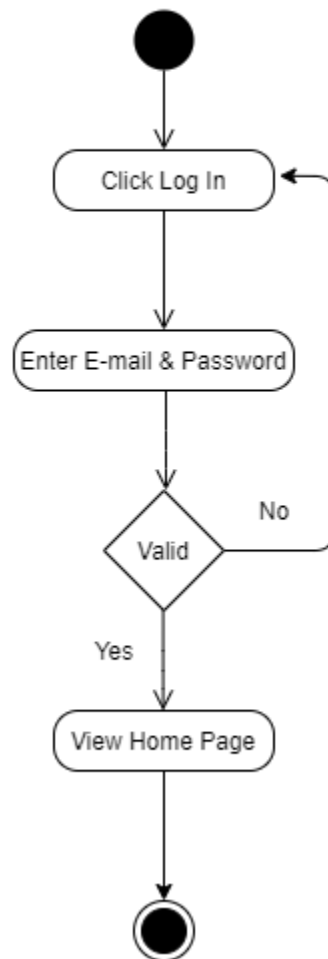 Click Log In
Enter E-mail & Password
No
Valid
Yes
View Home Page